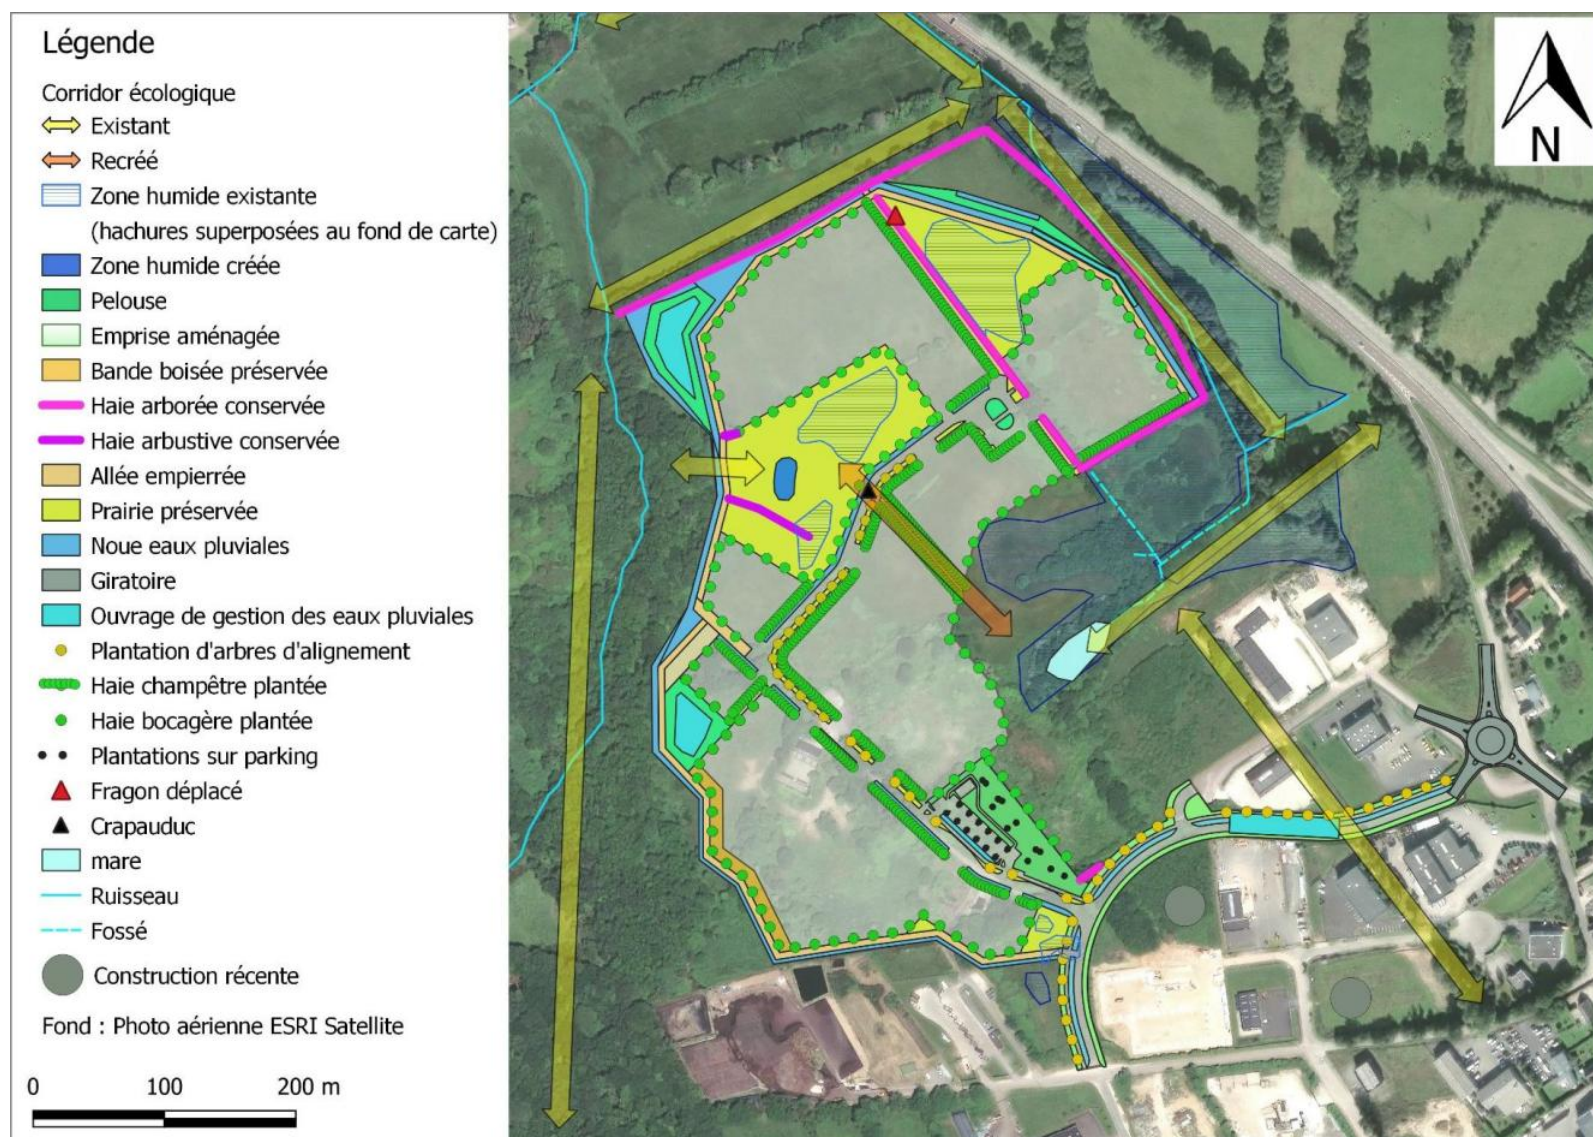 Légende
Corridor écologique
Existant
Recréé
Zone humide existante
(hachures superposées au fond de carte)
Zone humide créée
Pelouse
Emprise aménagée
Bande boisée préservée
Haie arborée conservée
Haie arbustive conservée
Allée empierrée
Prairie préservée
Noue eaux pluviales
Giratoire
Ouvrage de gestion des eaux pluviales
Plantation d'arbres d'alignement
Haie champêtre plantée
Haie bocagère plantée
Plantations sur parking
Fragon déplacé
Crapauduc
mare
Ruisseau
Fossé
Construction récente
Fond : Photo aérienne ESRI Satellite
0 100 200 m
N